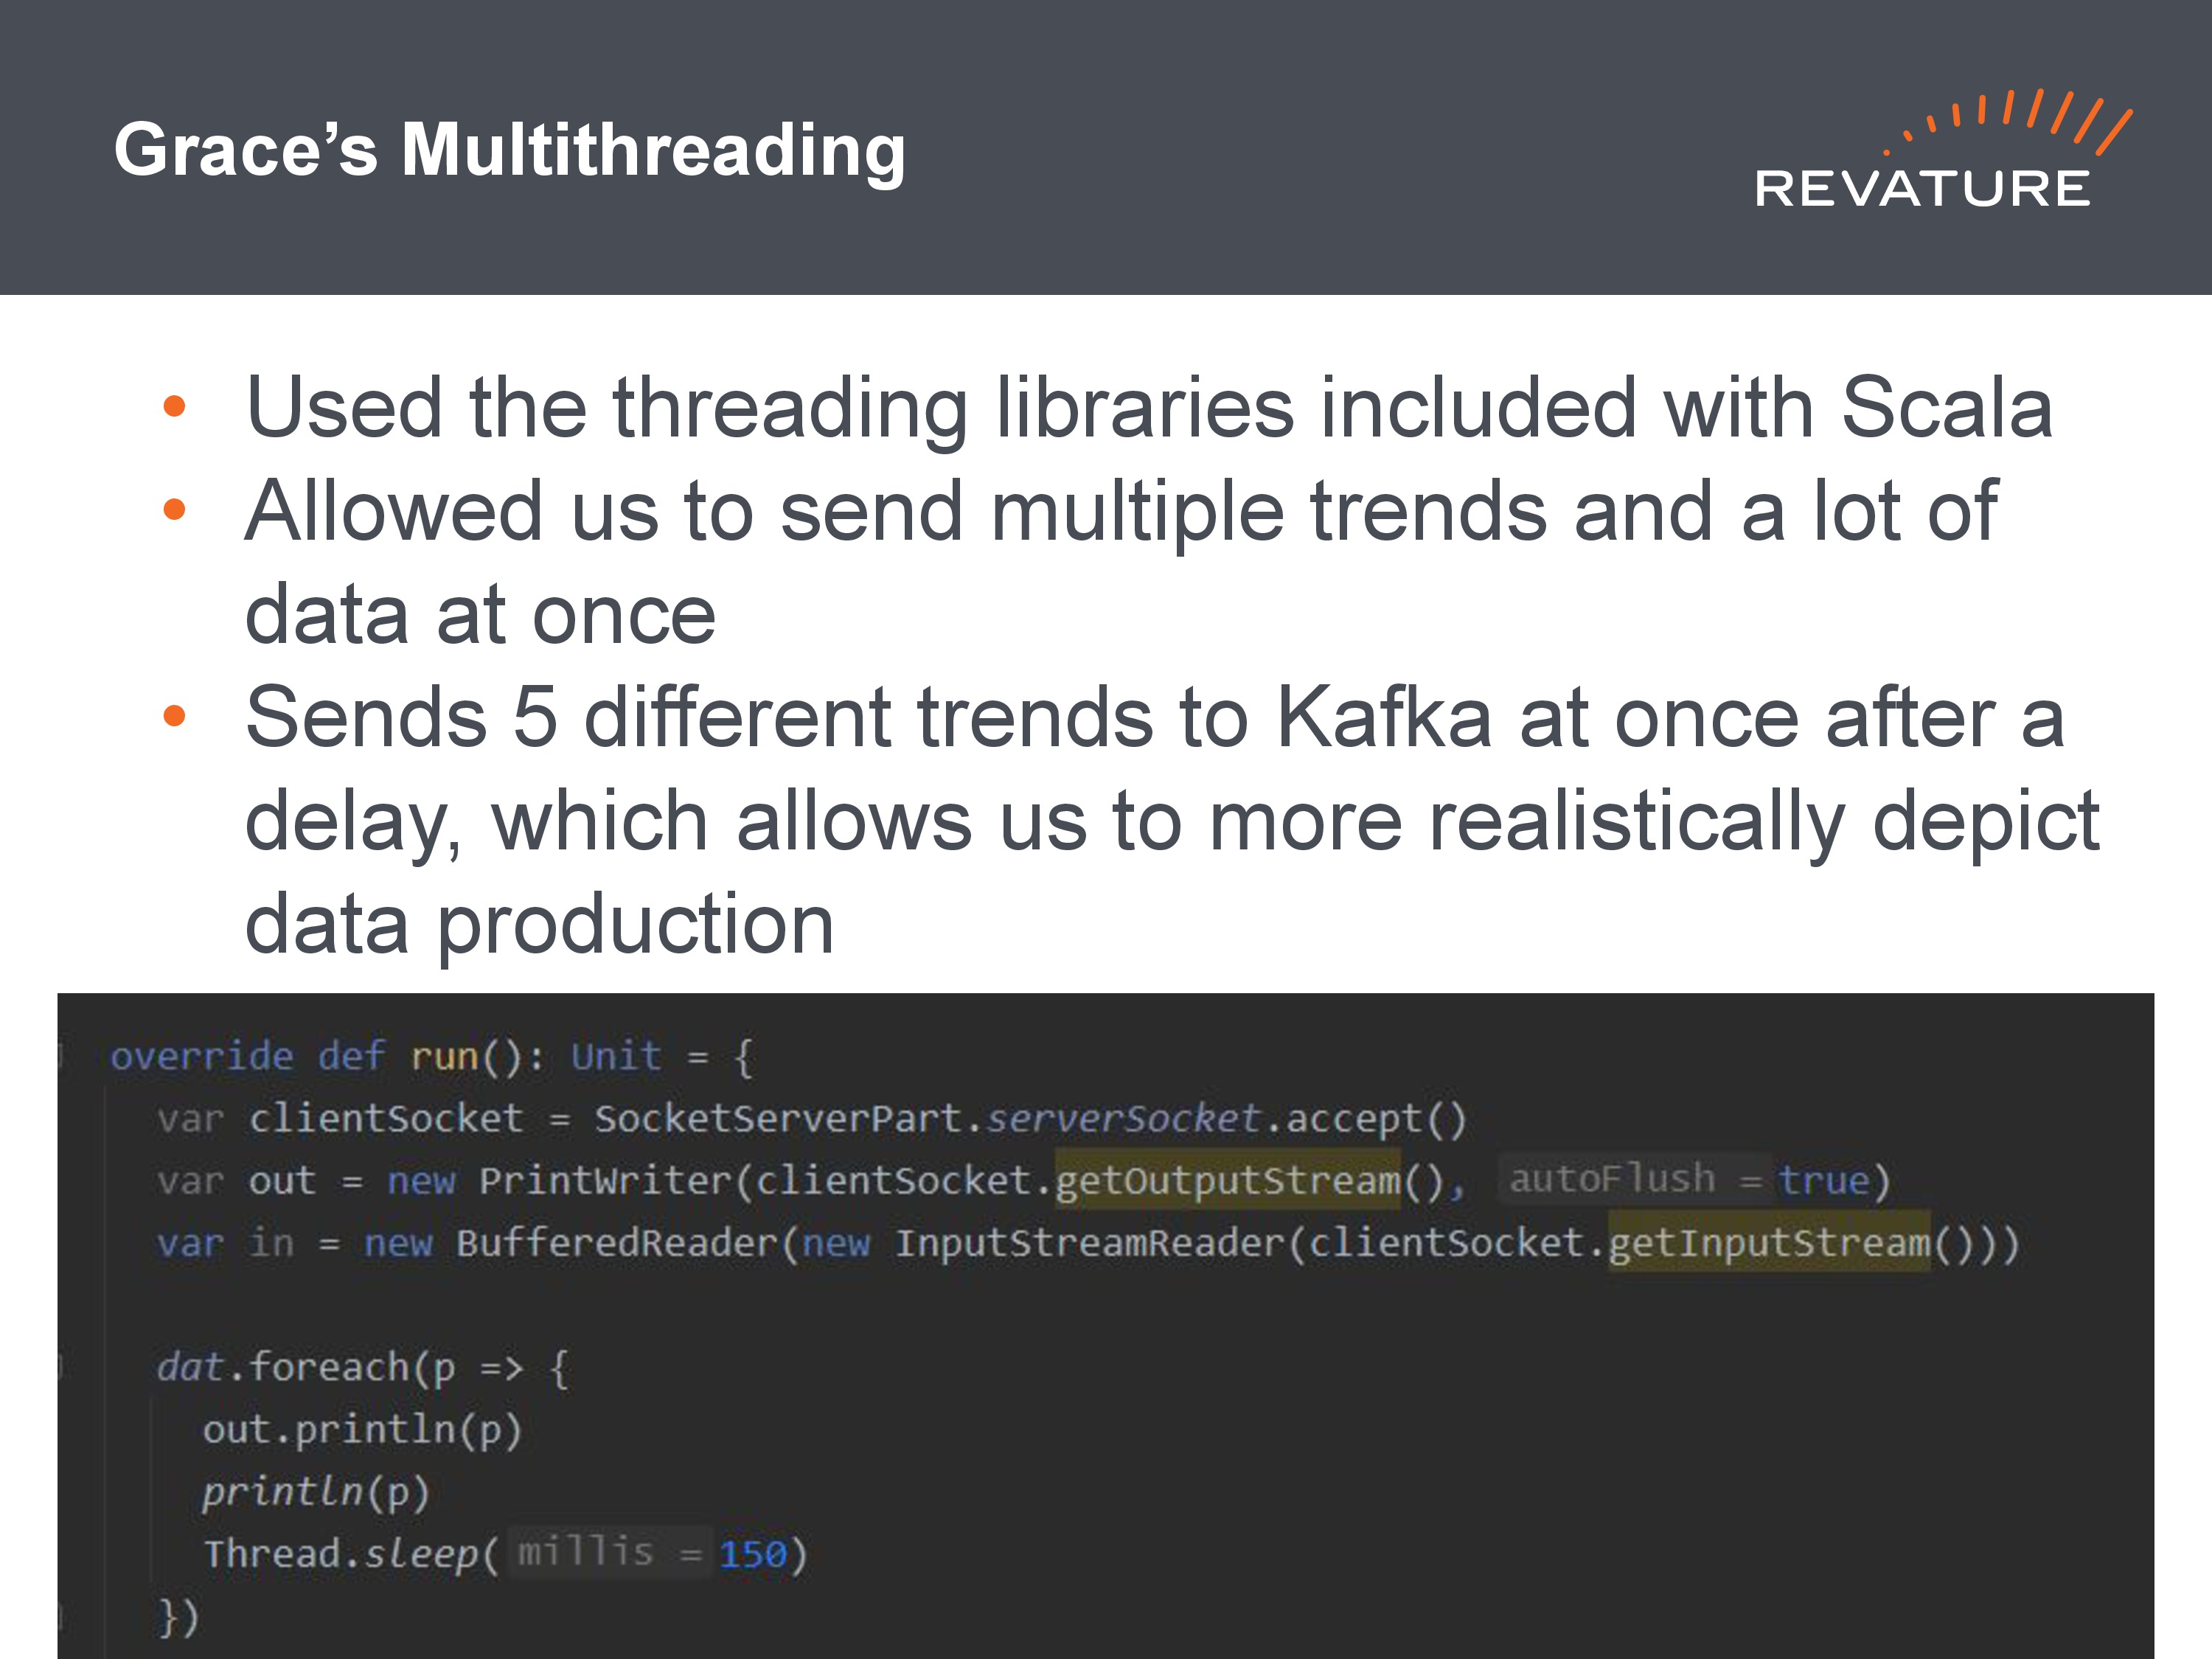 Grace’s Multithreading
REVATURE
• Used the threading libraries included with Scala
• Allowed us to send multiple trends and a lot of
data at once
• Sends 5 different trends to Kafka at once after a
delay, which allows us to more realistically depict
data production
override def run(): Unit = {
var clientSocket = SocketServerPart.serverSocket.accept()
var out = new PrintWriter(clientSocket.getOutputStream(), autoFlush = true)
var in = new BufferedReader(new InputStreamReader(clientSocket.getInputStream()))
dat.foreach(p => {
out.println(p)
println(p)
Thread.sleep( millis = 150)
})